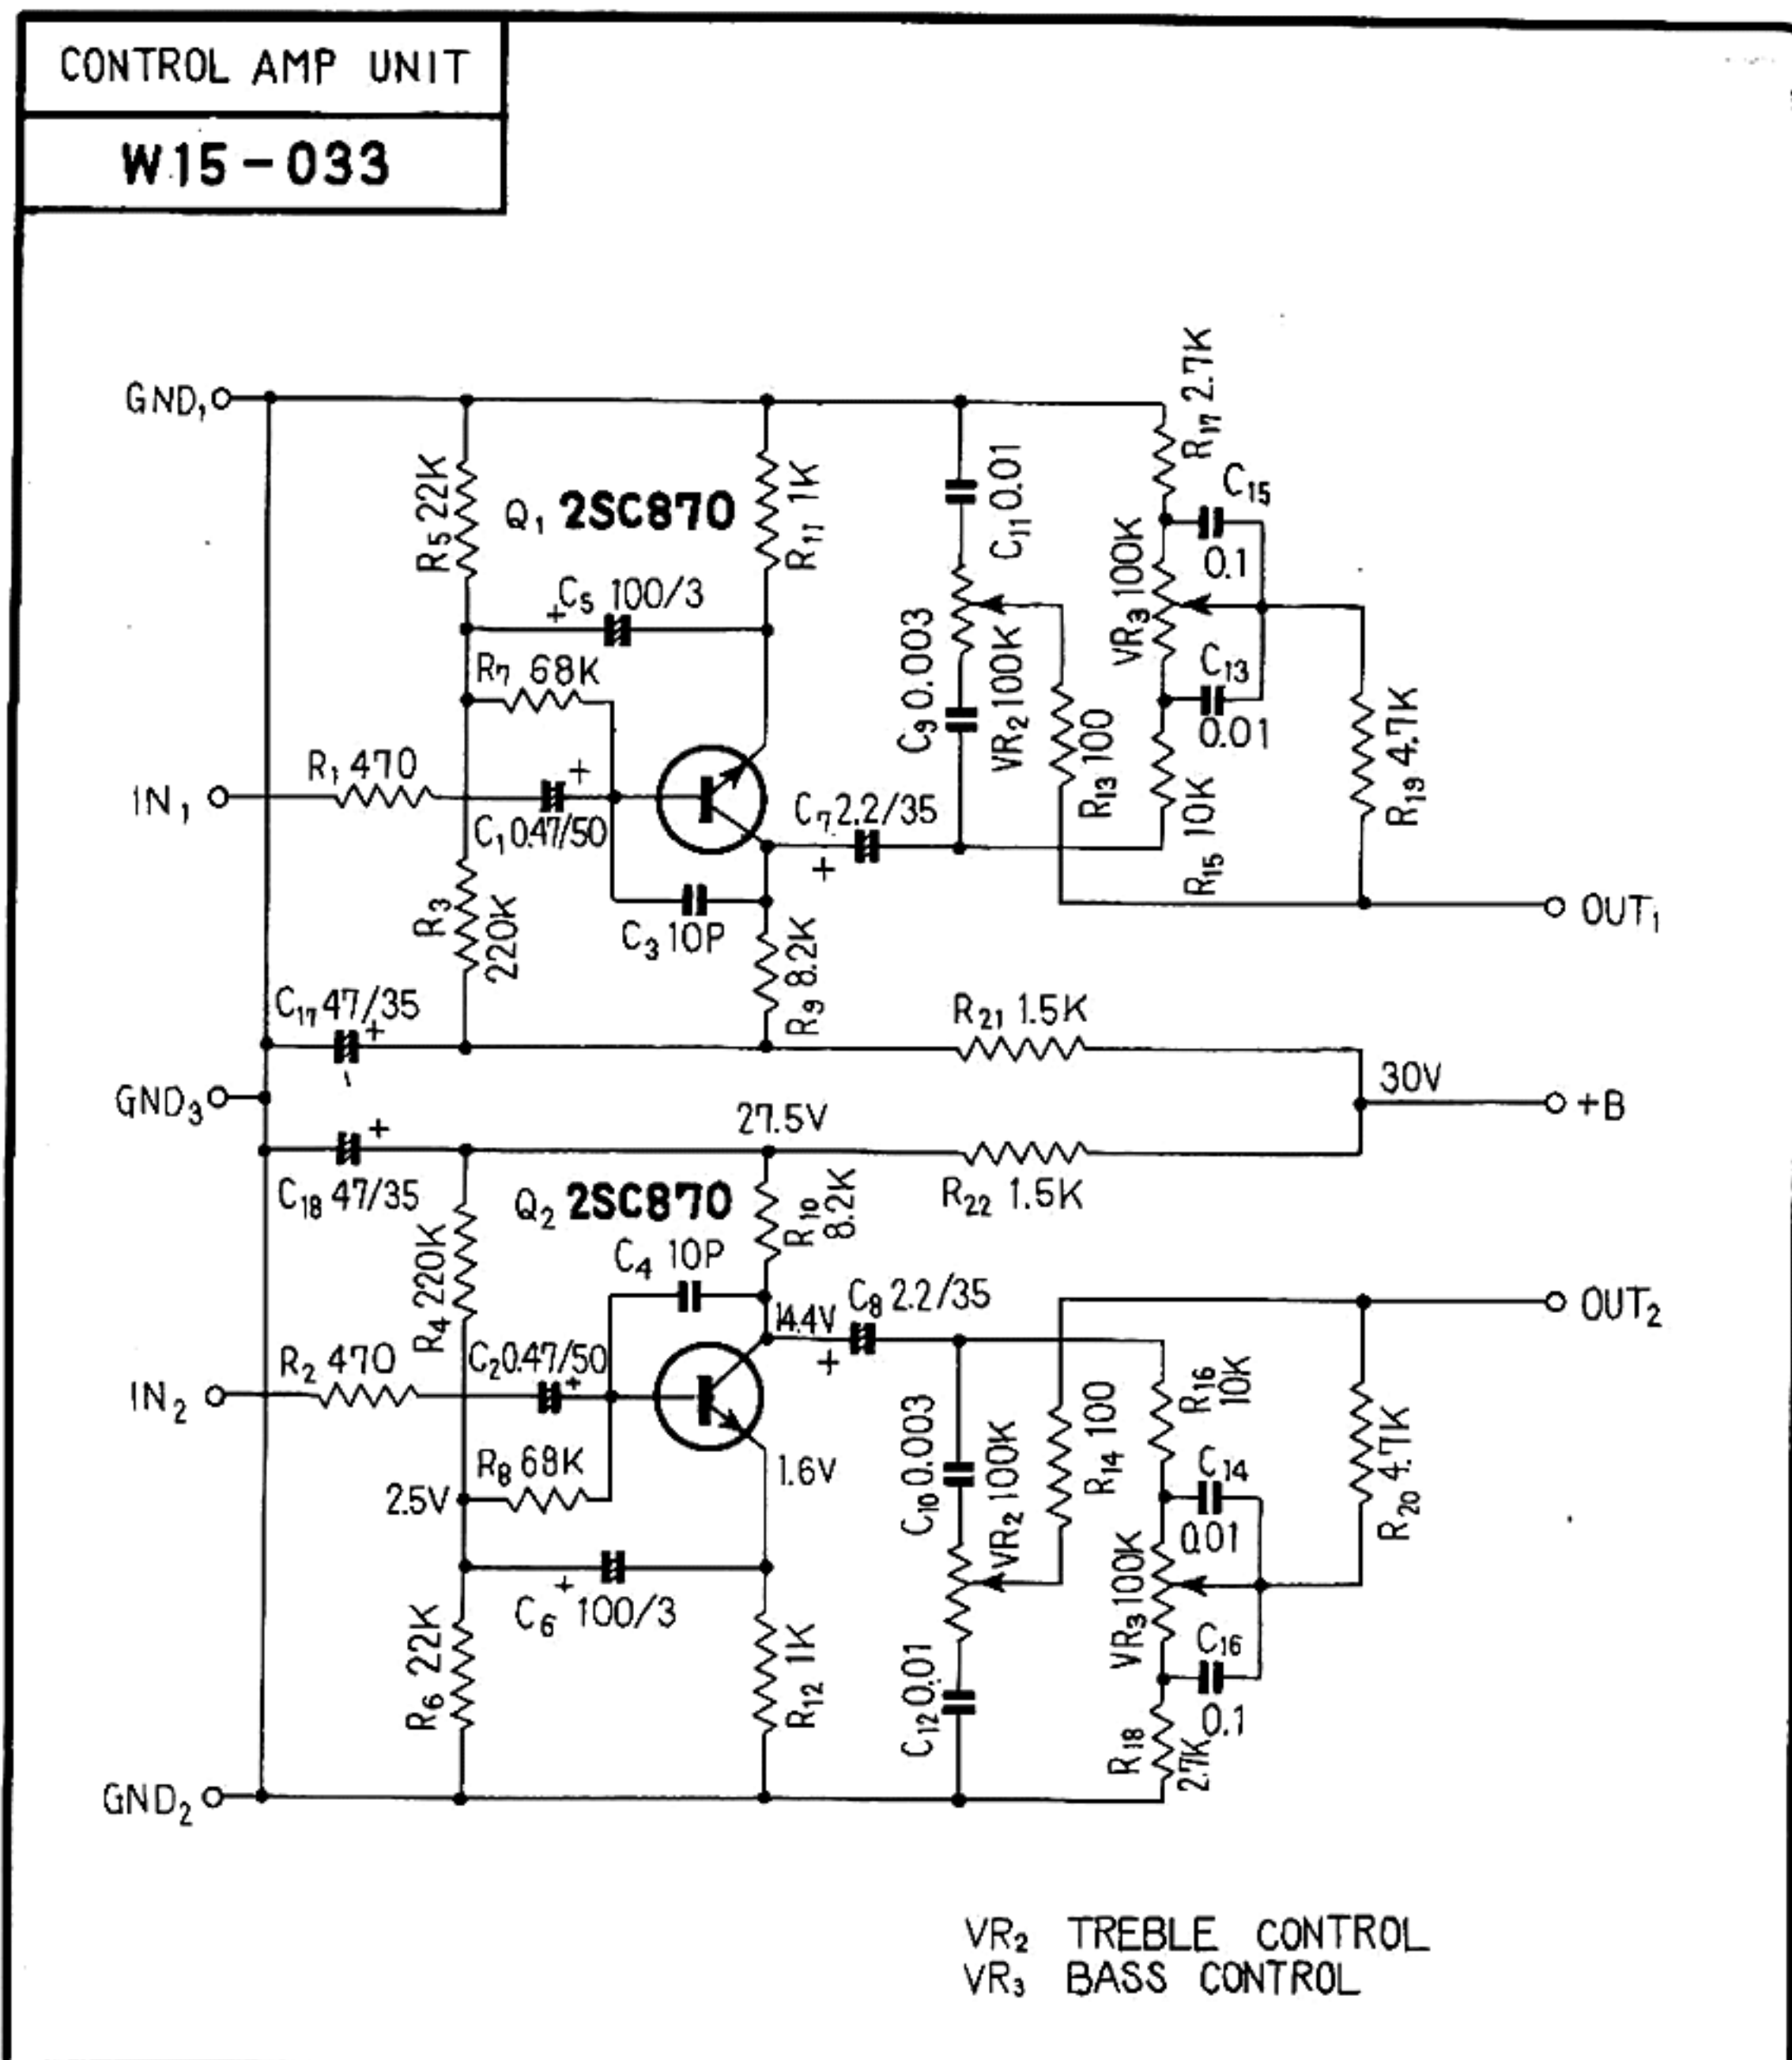 CONTROL AMP UNIT
W15-033
GND₁
R₅ 22K
Q₁ 2SC870
R₁₁ 1K
C₁₁ 0.01
R₁₇ 2.7K
C₁₅
0.1
C₅ 100/3
+
VR₃ 100K
R₇ 68K
C₉ 0.003
VR₂ 100K
C₁₃
0.01
R₁₃ 100
R₁₉ 4.7K
IN₁
R₁ 470
+
C₁ 0.47/50
C₇ 2.2/35
+
R₁₅ 10K
OUT₁
R₃
220K
C₃ 10P
R₉ 8.2K
C₁₇ 47/35
+
R₂₁ 1.5K
GND₃
30V
+B
27.5V
+
C₁₈ 47/35
Q₂ 2SC870
R₁₀
8.2K
R₂₂ 1.5K
R₄ 220K
C₄ 10P
14.4V
C₈ 2.2/35
+
OUT₂
IN₂
R₂ 470
C₂ 0.47/50
+
R₁₆
10K
R₈ 68K
2.5V
1.6V
C₁₀ 0.003
VR₂ 100K
R₁₄ 100
C₁₄
0.01
R₂₀ 4.7K
C₆ 100/3
+
VR₃ 100K
C₁₆
0.1
R₆ 22K
R₁₂ 1K
C₁₂ 0.01
R₁₈
2.7K
GND₂
VR₂ TREBLE CONTROL
VR₃ BASS CONTROL